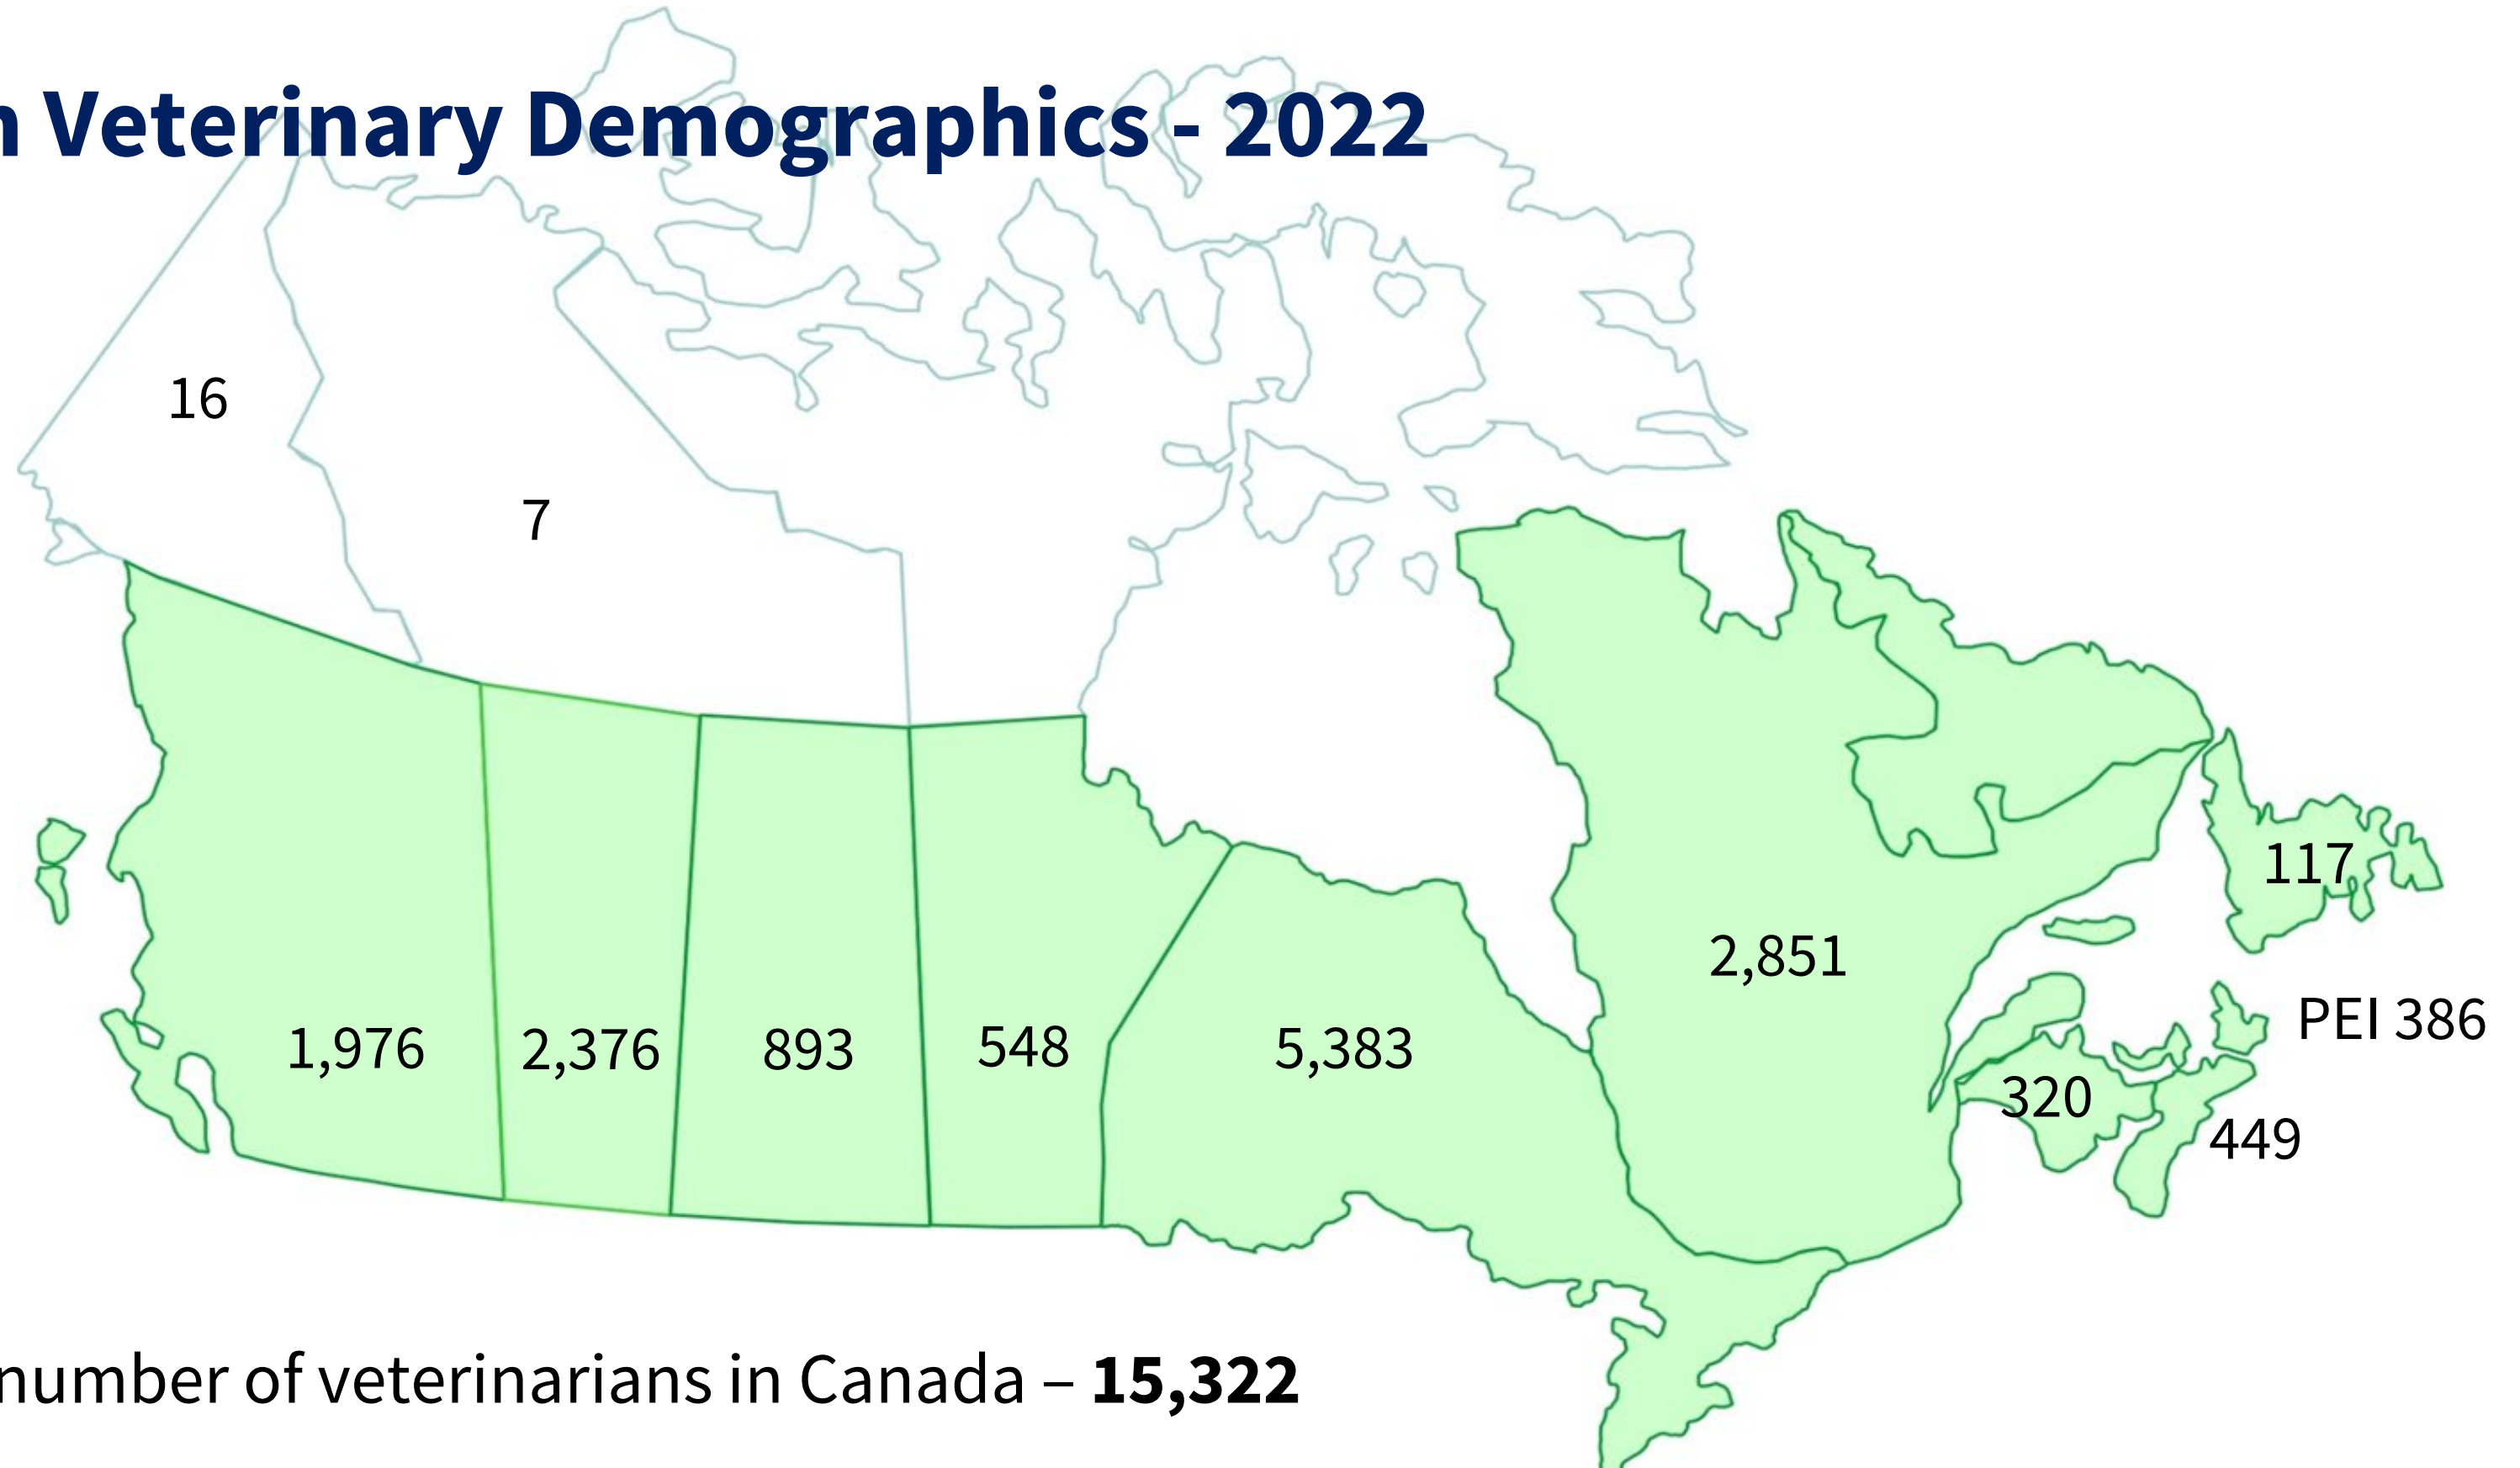 n Veterinary Demographics - 2022
16
7
117
2,851
PEI 386
1,976 2,376 893 548 5,383
320
449
number of veterinarians in Canada – 15,322